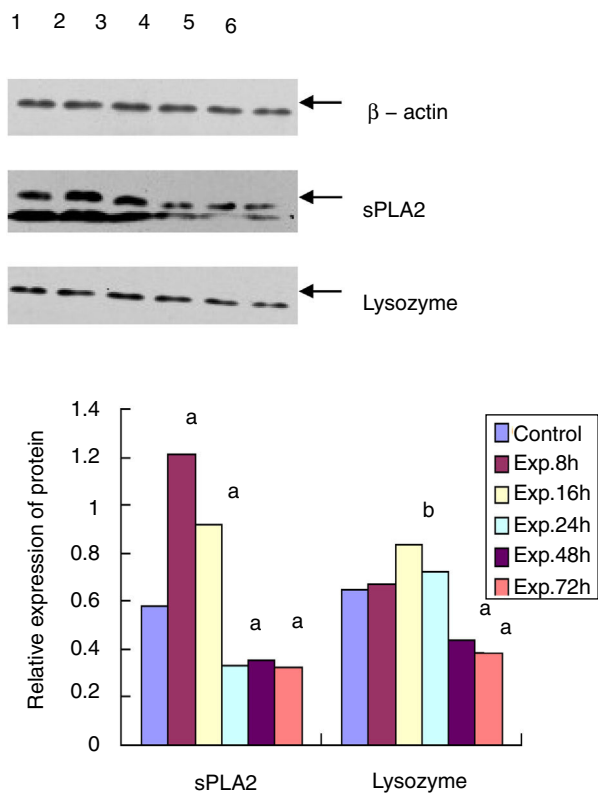 1 2 3 4 5 6
β – actin
sPLA2
Lysozyme
Relative expression of protein
1.4
1.2
1
0.8
0.6
0.4
0.2
0
a
a
a
a
b
a
a
sPLA2
Lysozyme
Control
Exp.8h
Exp.16h
Exp.24h
Exp.48h
Exp.72h